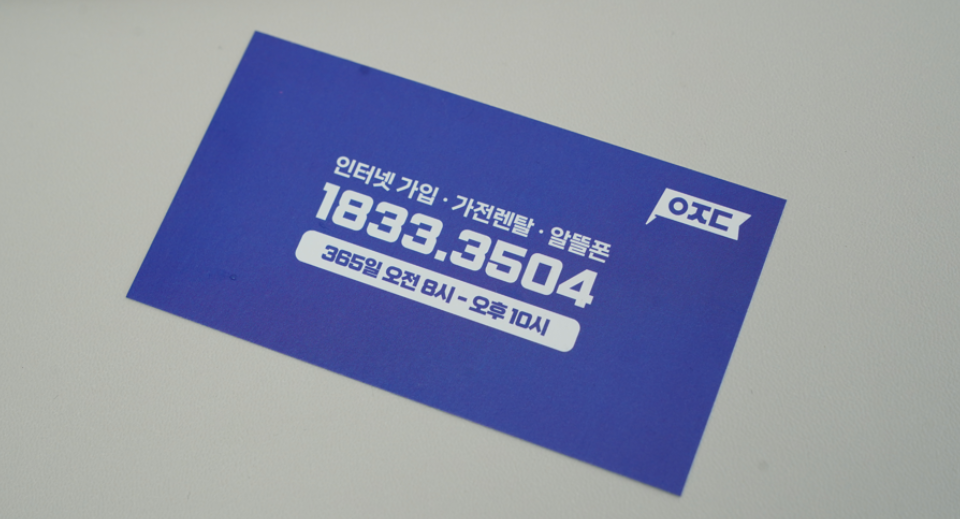 인터넷 가입 · 가전렌탈 · 알뜰폰
1833.3504
365일 오전 8시 - 오후 10시
ㅇㅈㄷ